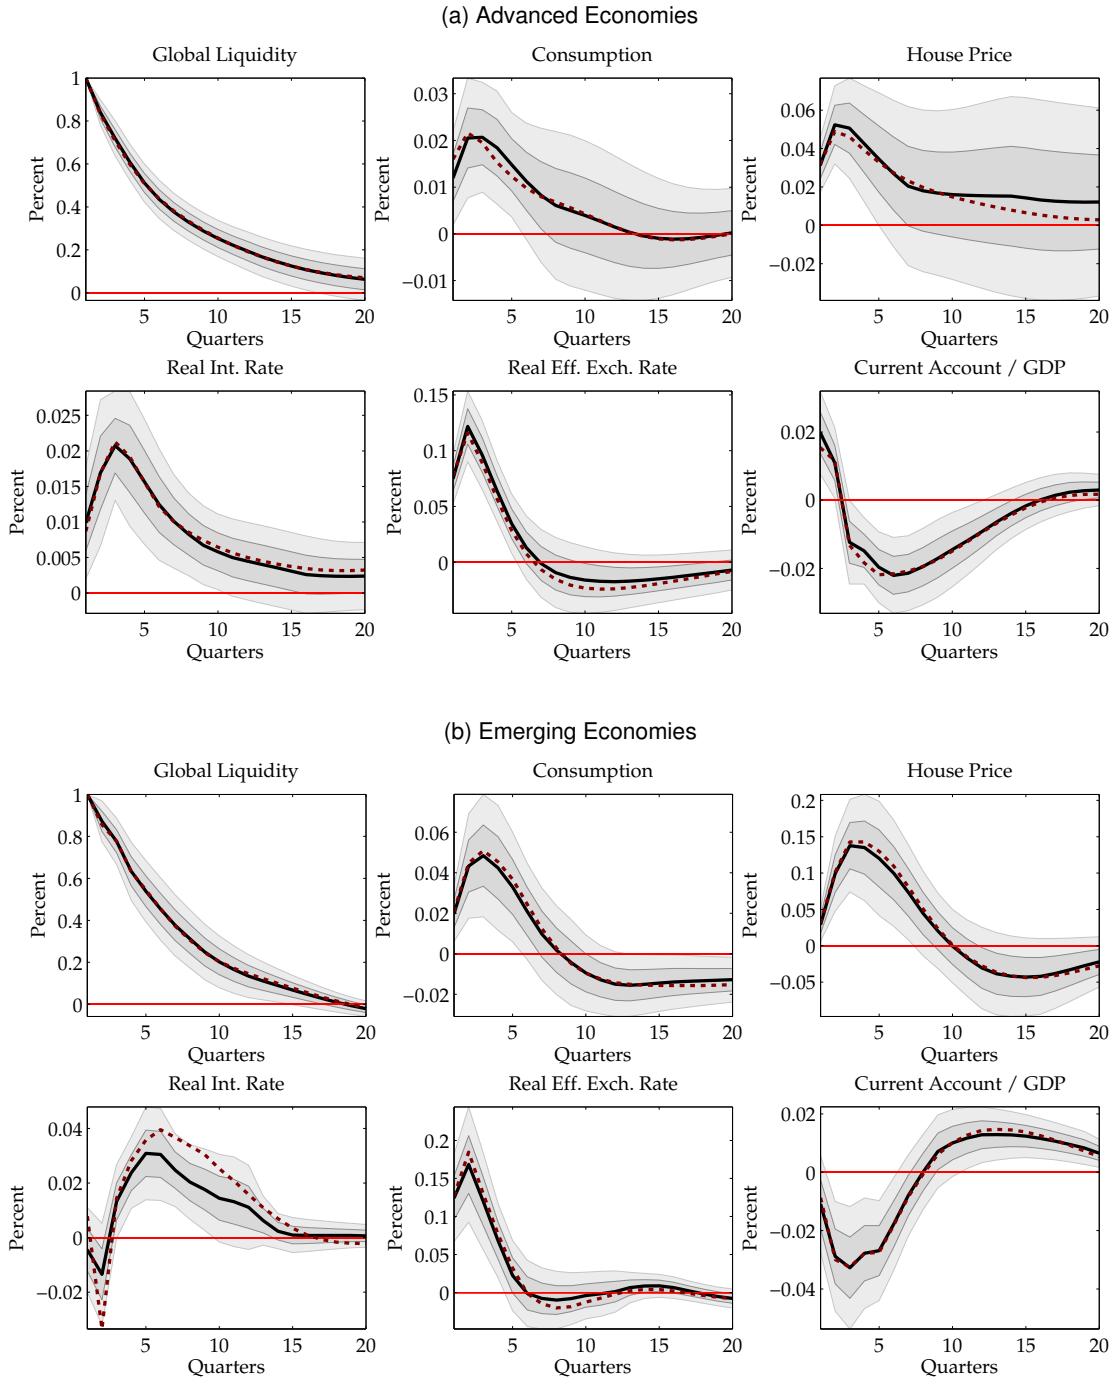 (a) Advanced Economies
Global Liquidity
Consumption
House Price
1
0.8
0.6
0.4
0.2
0
Percent
5
10
15
20
Quarters
0.03
0.02
0.01
0
−0.01
Percent
5
10
15
20
Quarters
0.06
0.04
0.02
0
−0.02
Percent
5
10
15
20
Quarters
Real Int. Rate
Real Eff. Exch. Rate
Current Account / GDP
0.025
0.02
0.015
0.01
0.005
0
Percent
5
10
15
20
Quarters
0.15
0.1
0.05
0
Percent
5
10
15
20
Quarters
0.02
0
−0.02
Percent
5
10
15
20
Quarters
(b) Emerging Economies
Global Liquidity
Consumption
House Price
1
0.8
0.6
0.4
0.2
0
Percent
5
10
15
20
Quarters
0.06
0.04
0.02
0
−0.02
Percent
5
10
15
20
Quarters
0.2
0.15
0.1
0.05
0
−0.05
Percent
5
10
15
20
Quarters
Real Int. Rate
Real Eff. Exch. Rate
Current Account / GDP
0.04
0.02
0
−0.02
Percent
5
10
15
20
Quarters
0.2
0.15
0.1
0.05
0
Percent
5
10
15
20
Quarters
0.02
0
−0.02
−0.04
Percent
5
10
15
20
Quarters